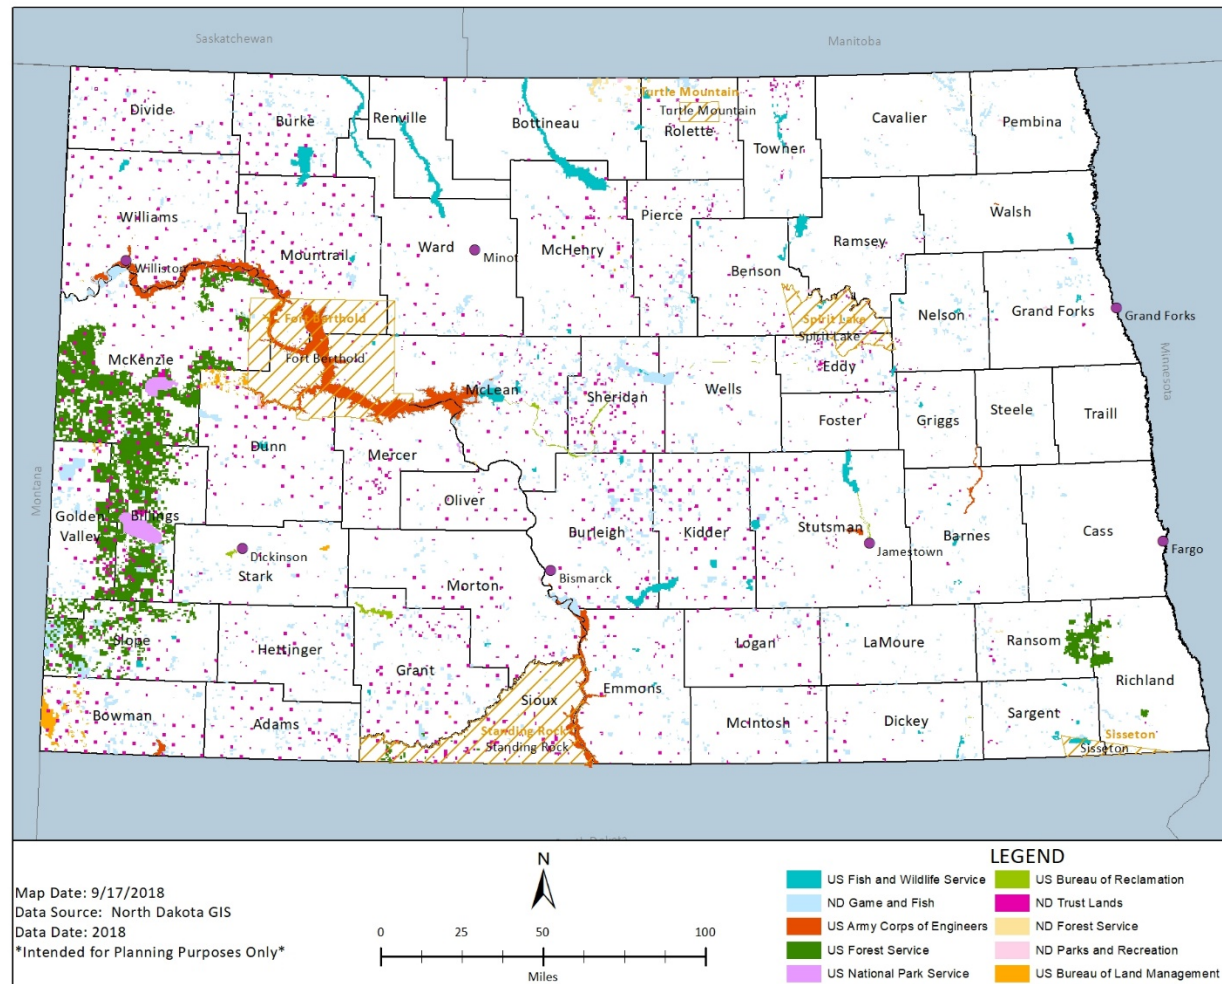 Saskatchewan
Manitoba
Divide
Burke
Renville
Bottineau
Turtle Mountain
Turtle Mountain
Rolette
Towner
Cavalier
Pembina
Williams
Williston
Mountrail
Ward
Minot
McHenry
Pierce
Benson
Ramsey
Walsh
Nelson
Grand Forks
Grand Forks
Minnesota
Fort Berthold
Fort Berthold
Spirit Lake
Spirit Lake
Eddy
McKenzie
McLean
Sheridan
Wells
Foster
Griggs
Steele
Traill
Dunn
Mercer
Oliver
Montana
Golden
Valley
Billings
Burleigh
Kidder
Stutsman
Jamestown
Barnes
Cass
Fargo
Dickinson
Stark
Morton
Bismarck
Slope
Hettinger
Grant
Sioux
Emmons
Logan
LaMoure
Ransom
Richland
Bowman
Adams
Standing Rock
Standing Rock
McIntosh
Dickey
Sargent
Sisseton
Sisseton
Map Date: 9/17/2018
Data Source: North Dakota GIS
Data Date: 2018
*Intended for Planning Purposes Only*
N
0 25 50 100
Miles
LEGEND
US Fish and Wildlife Service
ND Game and Fish
US Army Corps of Engineers
US Forest Service
US National Park Service
US Bureau of Reclamation
ND Trust Lands
ND Forest Service
ND Parks and Recreation
US Bureau of Land Management